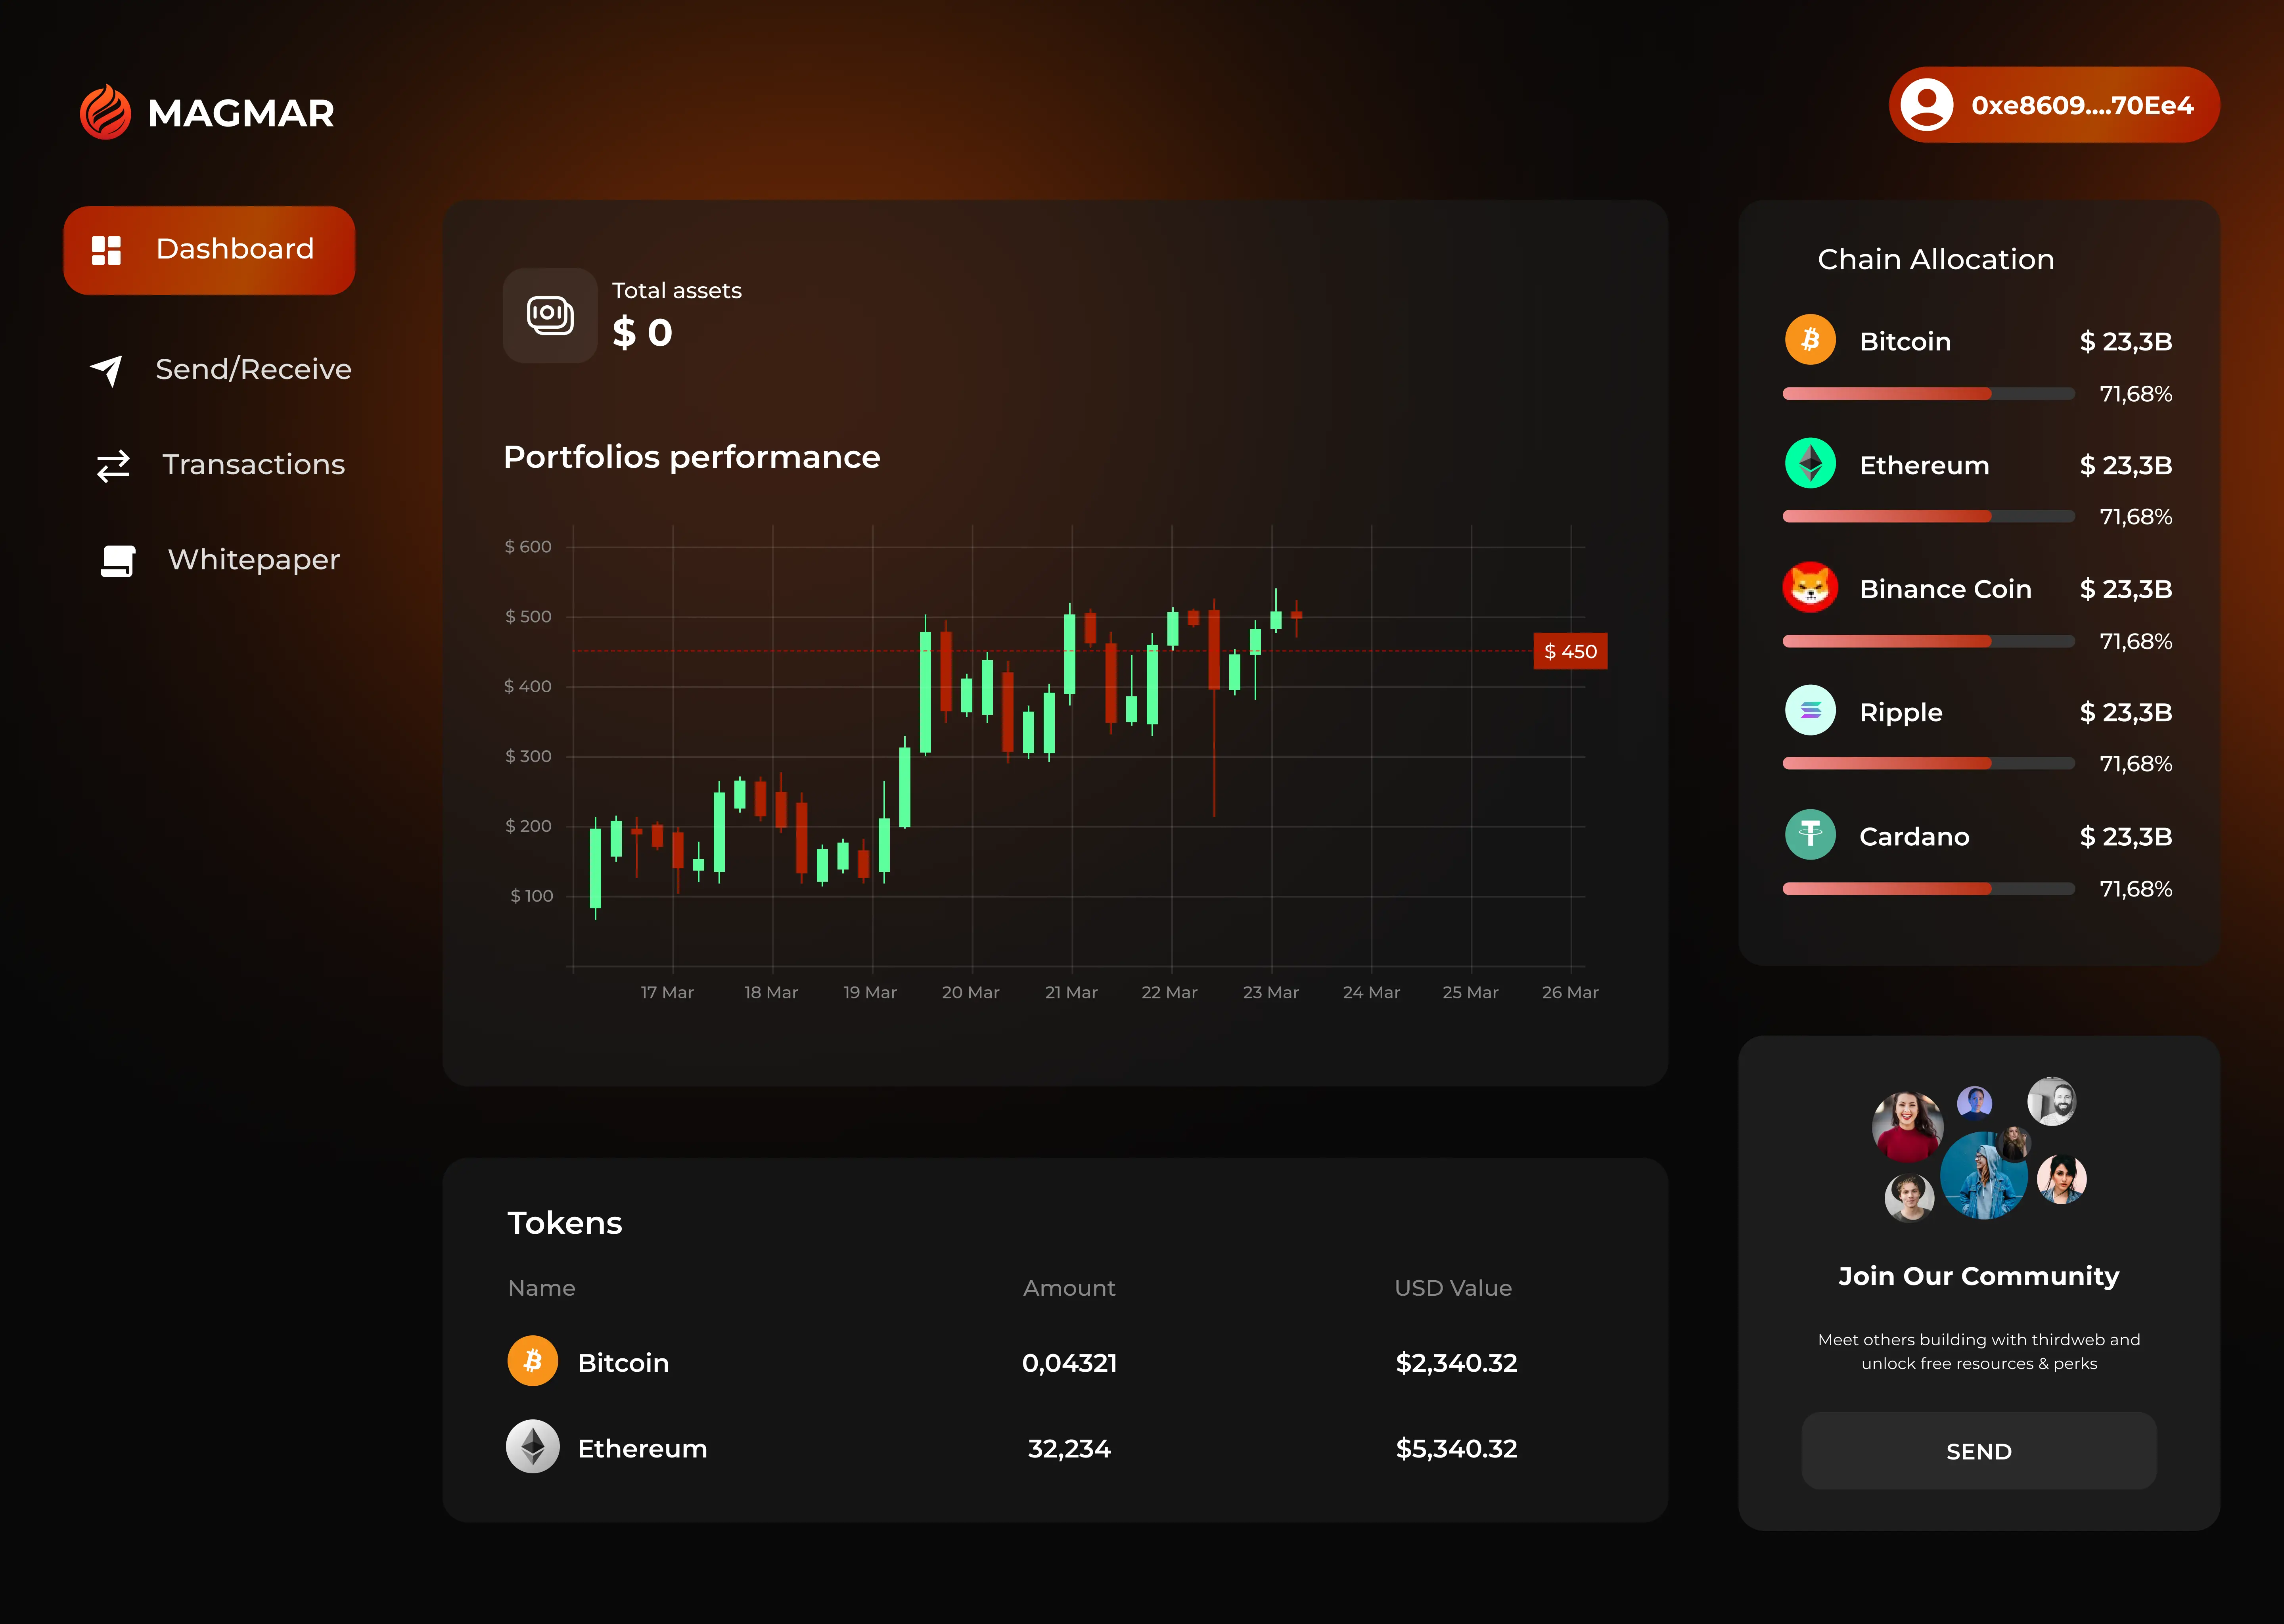 MAGMAR
0xe8609....70Ee4
Dashboard
Send/Receive
Transactions
Whitepaper
Total assets
$ 0
Portfolios performance
$ 600
$ 500
$ 450
$ 400
$ 300
$ 200
$ 100
17 Mar 18 Mar 19 Mar 20 Mar 21 Mar 22 Mar 23 Mar 24 Mar 25 Mar 26 Mar
Chain Allocation
Bitcoin $ 23,3B
71,68%
Ethereum $ 23,3B
71,68%
Binance Coin $ 23,3B
71,68%
Ripple $ 23,3B
71,68%
Cardano $ 23,3B
71,68%
Tokens
Name Amount USD Value
Bitcoin 0,04321 $2,340.32
Ethereum 32,234 $5,340.32
Join Our Community
Meet others building with thirdweb and
unlock free resources & perks
SEND